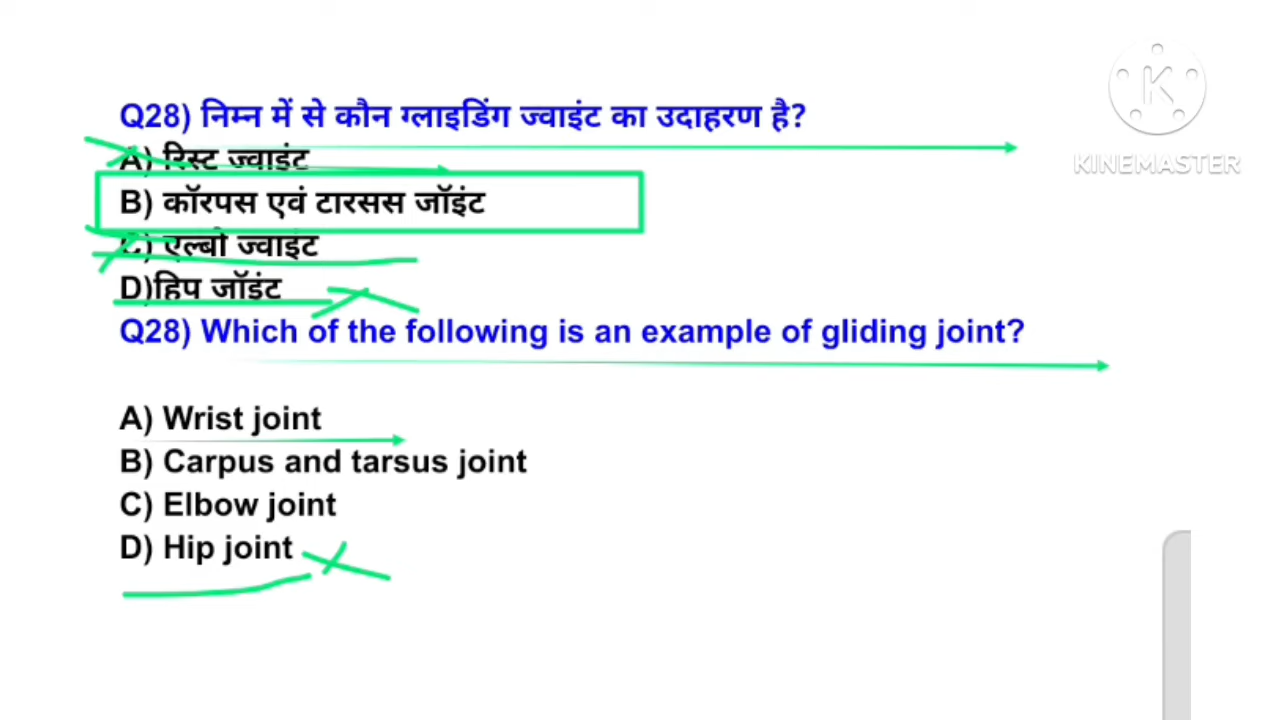 Q28) निम्न में से कौन ग्लाइडिंग ज्वाइंट का उदाहरण है?
A) रिस्ट ज्वाइंट
B) कॉरपस एवं टारसस जॉइंट
C) एल्बो ज्वाइंट
D)हिप जॉइंट
Q28) Which of the following is an example of gliding joint?
A) Wrist joint
B) Carpus and tarsus joint
C) Elbow joint
D) Hip joint
K
KINEMASTER